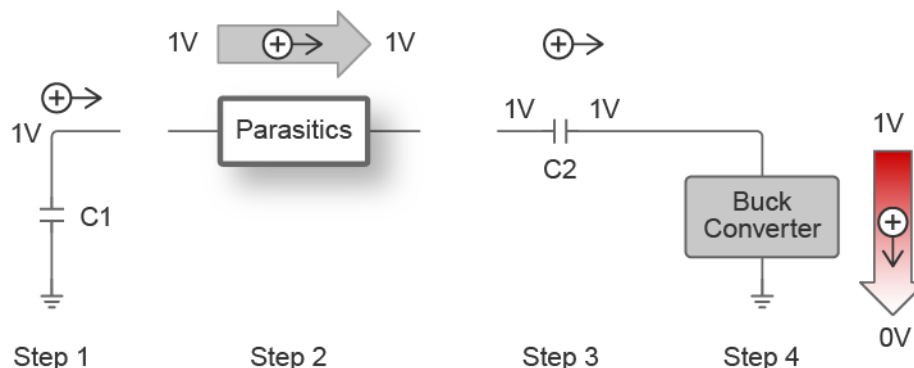 1V
1V
1V
Parasitics
C1
1V
1V
C2
Buck
Converter
1V
0V
Step 1
Step 2
Step 3
Step 4